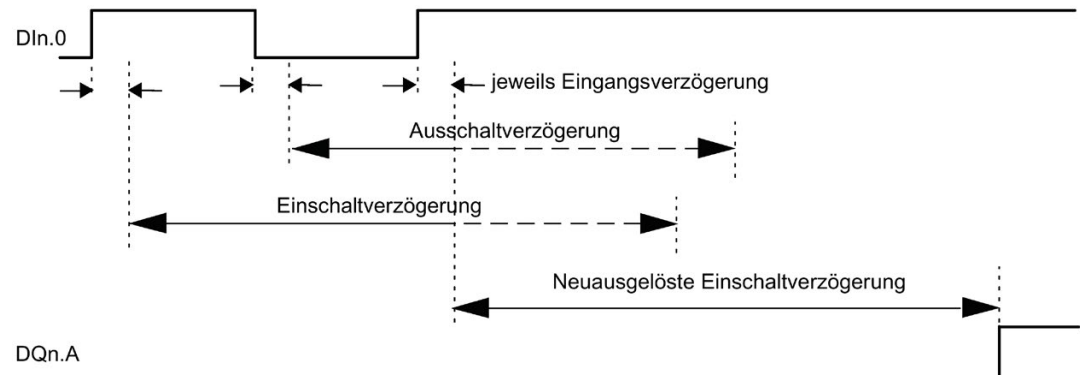 DIn.0
jeweils Eingangsverzögerung
Ausschaltverzögerung
Einschaltverzögerung
Neuausgelöste Einschaltverzögerung
DQn.A